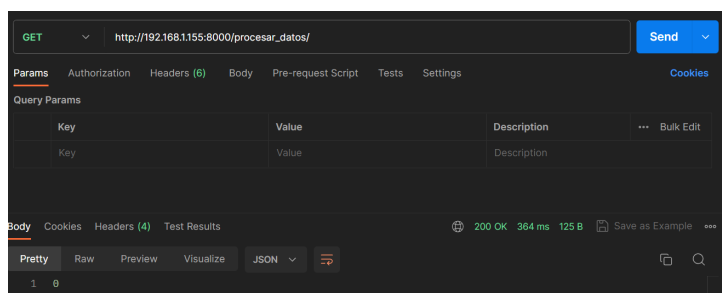 GET http://192.168.1.155:8000/procesar_datos/ Send
Params Authorization Headers (6) Body Pre-request Script Tests Settings Cookies
Query Params
Key Value Description ••• Bulk Edit
Key Value Description
Body Cookies Headers (4) Test Results 200 OK 364 ms 125 B Save as Example •••
Pretty Raw Preview Visualize JSON
1 0